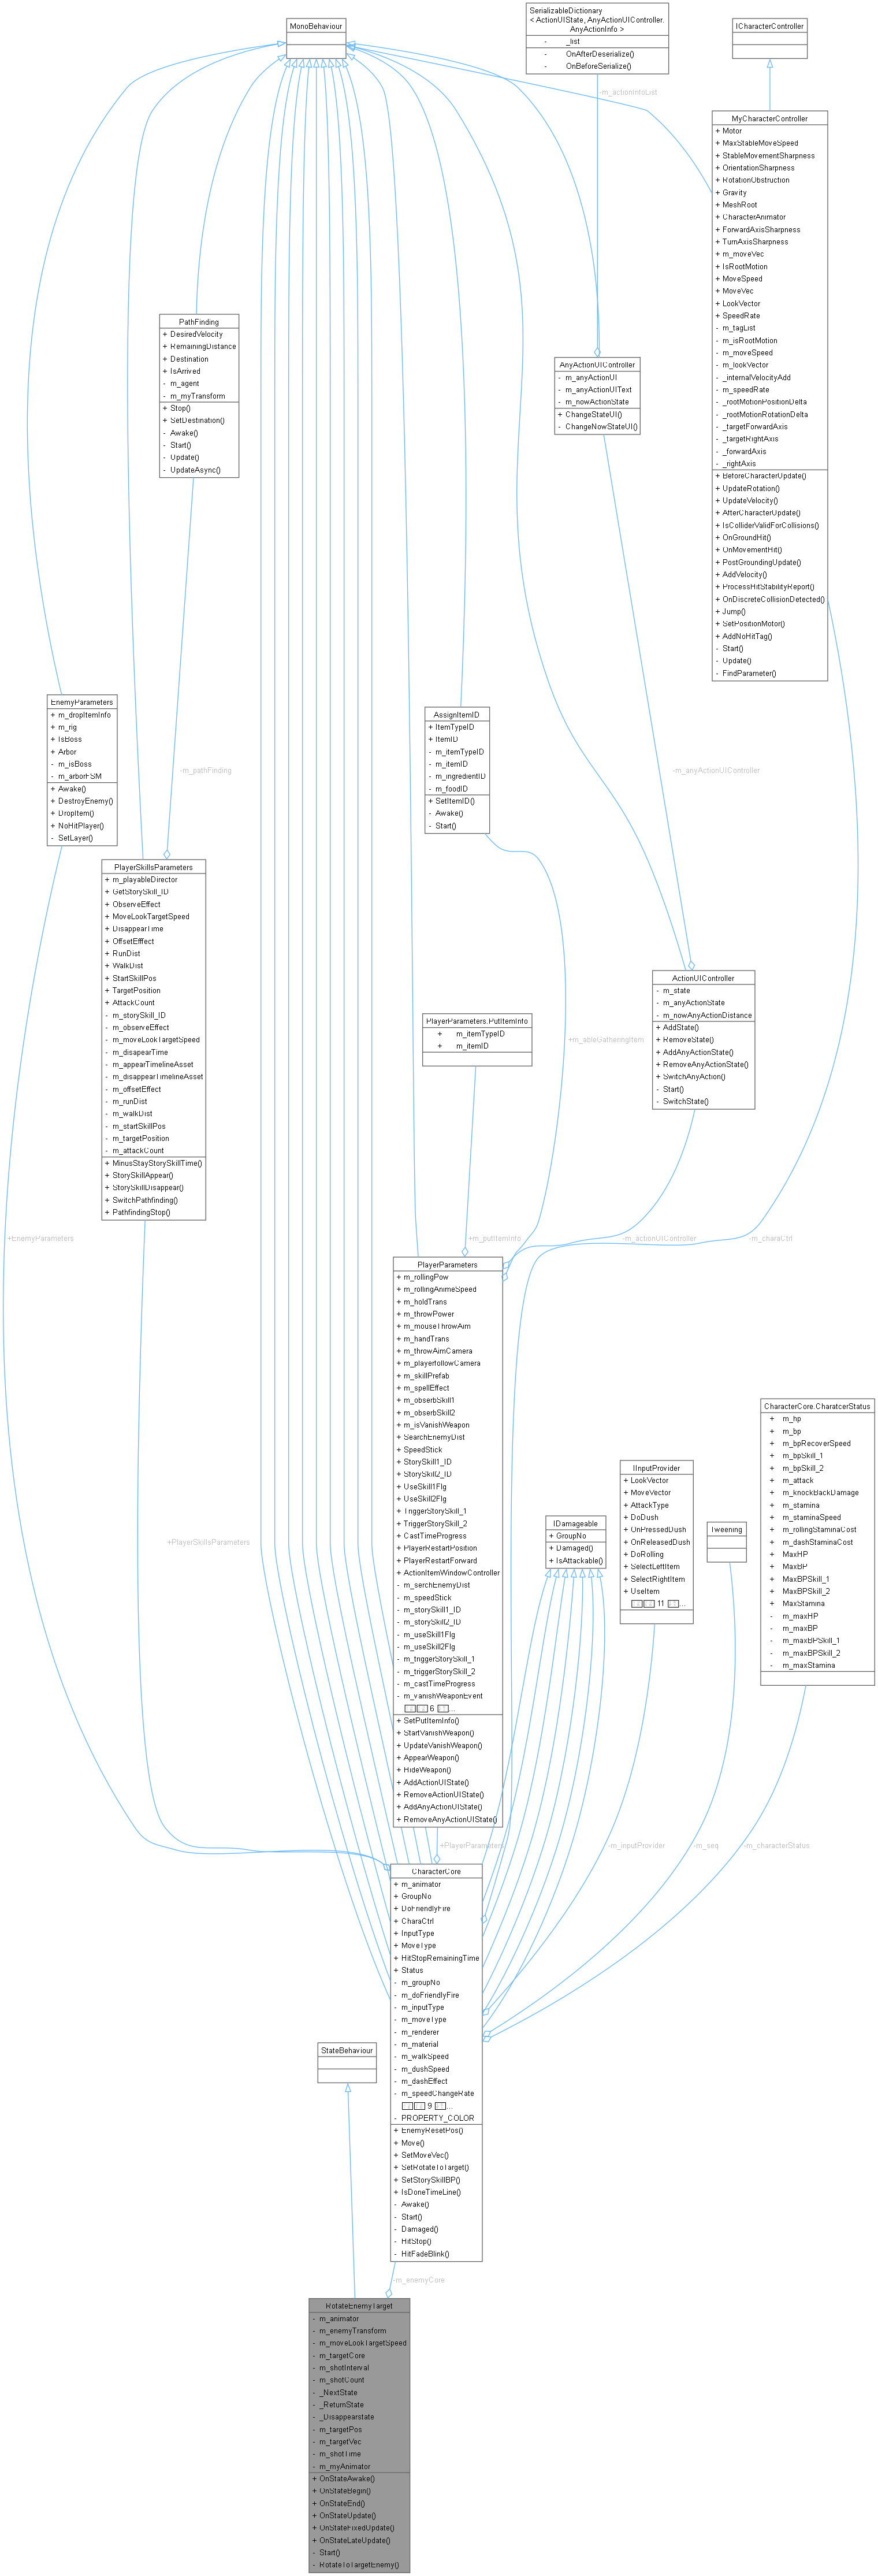 MonoBehaviour
SerializableDictionary
< ActionUIState, AnyActionUIController.
AnyActionInfo >
- _list
- OnAfterDeserialize()
- OnBeforeSerialize()
ICharacterController
-m_actionInfoList
MyCharacterController
+ Motor
+ MaxStableMoveSpeed
+ StableMovementSharpness
+ OrientationSharpness
+ RotationObstruction
+ Gravity
+ MeshRoot
+ CharacterAnimator
+ ForwardAxisSharpness
+ TurnAxisSharpness
+ m_moveVec
+ IsRootMotion
+ MoveSpeed
+ MoveVec
+ LookVector
+ SpeedRate
- m_tagList
- m_isRootMotion
- m_moveSpeed
- m_lookVector
- _internalVelocityAdd
- m_speedRate
- _rootMotionPositionDelta
- _rootMotionRotationDelta
- _targetForwardAxis
- _targetRightAxis
- _forwardAxis
- _rightAxis
+ BeforeCharacterUpdate()
+ UpdateRotation()
+ UpdateVelocity()
+ AfterCharacterUpdate()
+ IsColliderValidForCollisions()
+ OnGroundHit()
+ OnMovementHit()
+ PostGroundingUpdate()
+ AddVelocity()
+ ProcessHitStabilityReport()
+ OnDiscreteCollisionDetected()
+ Jump()
+ SetPositionMotor()
+ AddNoHitTag()
- Start()
- Update()
- FindParameter()
PathFinding
+ DesiredVelocity
+ RemainingDistance
+ Destination
+ IsArrived
- m_agent
- m_myTransform
+ Stop()
+ SetDestination()
- Awake()
- Start()
- Update()
- UpdateAsync()
AnyActionUIController
- m_anyActionUI
- m_anyActionUIText
- m_nowActionState
+ ChangeStateUI()
- ChangeNowStateUI()
EnemyParameters
+ m_dropItemInfo
+ m_rig
+ IsBoss
+ Arbor
- m_isBoss
- m_arborFSM
+ Awake()
+ DestroyEnemy()
+ DropItem()
+ NoHitPlayer()
- SetLayer()
AssignItemID
+ ItemTypeID
+ ItemID
- m_itemTypeID
- m_itemID
- m_ingredientID
- m_foodID
+ SetItemID()
- Awake()
- Start()
-m_pathFinding
-m_anyActionUIController
PlayerSkillsParameters
+ m_playableDirector
+ GetStorySkill_ID
+ ObserveEffect
+ MoveLookTargetSpeed
+ DisappearTime
+ OffsetEfffect
+ RunDist
+ WalkDist
+ StartSkillPos
+ TargetPosition
+ AttackCount
- m_storySkill_ID
- m_observeEffect
- m_moveLookTargetSpeed
- m_disapearTime
- m_appearTimelineAsset
- m_disappearTimelineAsset
- m_offsetEffect
- m_runDist
- m_walkDist
- m_startSkillPos
- m_targetPosition
- m_attackCount
+ MinusStayStorySkillTime()
+ StorySkillAppear()
+ StorySkillDisappear()
+ SwitchPathfinding()
+ PathfindingStop()
ActionUIController
- m_state
- m_anyActionState
- m_nowAnyActionDistance
+ AddState()
+ RemoveState()
+ AddAnyActionState()
+ RemoveAnyActionState()
+ SwitchAnyAction()
- Start()
- SwitchState()
PlayerParameters.PutItemInfo
+ m_itemTypeID
+ m_itemID
+m_ableGatheringItem
+EnemyParameters
+m_putItemInfo
-m_actionUIController
-m_charaCtrl
PlayerParameters
+ m_rollingPow
+ m_rollingAnimeSpeed
+ m_holdTrans
+ m_throwPower
+ m_mouseThrowAim
+ m_handTrans
+ m_throwAimCamera
+ m_playerfollowCamera
+ m_skillPrefab
+ m_spellEffect
+ m_obserbSkill1
+ m_obserbSkill2
+ m_isVanishWeapon
+ SearchEnemyDist
+ SpeedStick
+ StorySkill1_ID
+ StorySkill2_ID
+ UseSkill1Flg
+ UseSkill2Flg
+ TriggerStorySkill_1
+ TriggerStorySkill_2
+ CastTimeProgress
+ PlayerRestartPosition
+ PlayerRestartForward
+ ActionItemWindowController
- m_serchEnemyDist
- m_speedStick
- m_storySkill1_ID
- m_storySkill2_ID
- m_useSkill1Flg
- m_useSkill2Flg
- m_triggerStorySkill_1
- m_triggerStorySkill_2
- m_castTimeProgress
- m_vanishWeaponEvent
6 ...
+ SetPutItemInfo()
+ StartVanishWeapon()
+ UpdateVanishWeapon()
+ AppearWeapon()
+ HideWeapon()
+ AddActionUIState()
+ RemoveActionUIState()
+ AddAnyActionUIState()
+ RemoveAnyActionUIState()
CharacterCore.CharatcerStatus
+ m_hp
+ m_bp
+ m_bpRecoverSpeed
+ m_bpSkill_1
+ m_bpSkill_2
+ m_attack
+ m_knockBackDamage
+ m_stamina
+ m_staminaSpeed
+ m_rollingStaminaCost
+ m_dashStaminaCost
+ MaxHP
+ MaxBP
+ MaxBPSkill_1
+ MaxBPSkill_2
+ MaxStamina
- m_maxHP
- m_maxBP
- m_maxBPSkill_1
- m_maxBPSkill_2
- m_maxStamina
IInputProvider
+ LookVector
+ MoveVector
+ AttackType
+ DoDush
+ OnPressedDush
+ OnReleasedDush
+ DoRolling
+ SelectLeftItem
+ SelectRightItem
+ UseItem
11 ...
IDamageable
+ GroupNo
+ Damaged()
+ IsAttackable()
Tweening
+PlayerSkillsParameters
+PlayerParameters
-m_inputProvider
-m_seq
-m_characterStatus
CharacterCore
+ m_animator
+ GroupNo
+ DoFriendlyFire
+ CharaCtrl
+ InputType
+ MoveType
+ HitStopRemainingTime
+ Status
- m_groupNo
- m_doFriendlyFire
- m_inputType
- m_moveType
- m_renderer
- m_material
- m_walkSpeed
- m_dushSpeed
- m_dashEffect
- m_speedChangeRate
9 ...
- PROPERTY_COLOR
+ EnemyResetPos()
+ Move()
+ SetMoveVec()
+ SetRotateToTarget()
+ SetStorySkillBP()
+ IsDoneTimeLine()
- Awake()
- Start()
- Damaged()
- HitStop()
- HitFadeBlink()
StateBehaviour
-m_enemyCore
RotateEnemyTarget
- m_animator
- m_enemyTransform
- m_moveLookTargetSpeed
- m_targetCore
- m_shotInterval
- m_shotCount
- _NextState
- _ReturnState
- _Disappearstate
- m_targetPos
- m_targetVec
- m_shotTime
- m_myAnimator
+ OnStateAwake()
+ OnStateBegin()
+ OnStateEnd()
+ OnStateUpdate()
+ OnStateFixedUpdate()
+ OnStateLateUpdate()
- Start()
- RotateToTargetEnemy()